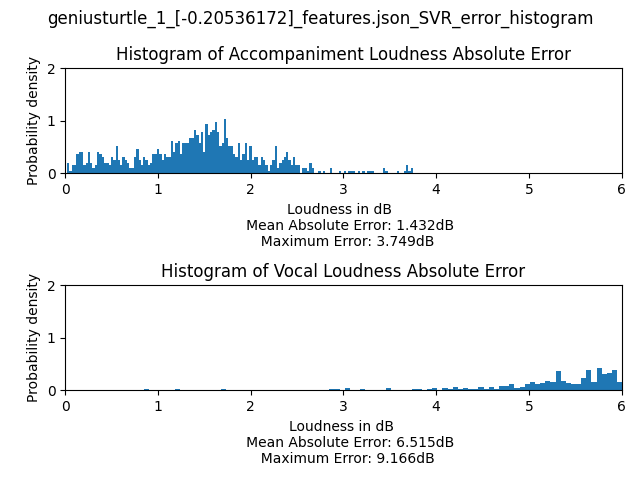 geniusturtle_1_[-0.20536172]_features.json_SVR_error_histogram
Histogram of Accompaniment Loudness Absolute Error
Probability density
2
1
0
0 1 2 3 4 5 6
Loudness in dB
Mean Absolute Error: 1.432dB
Maximum Error: 3.749dB
Histogram of Vocal Loudness Absolute Error
Probability density
2
1
0
0 1 2 3 4 5 6
Loudness in dB
Mean Absolute Error: 6.515dB
Maximum Error: 9.166dB